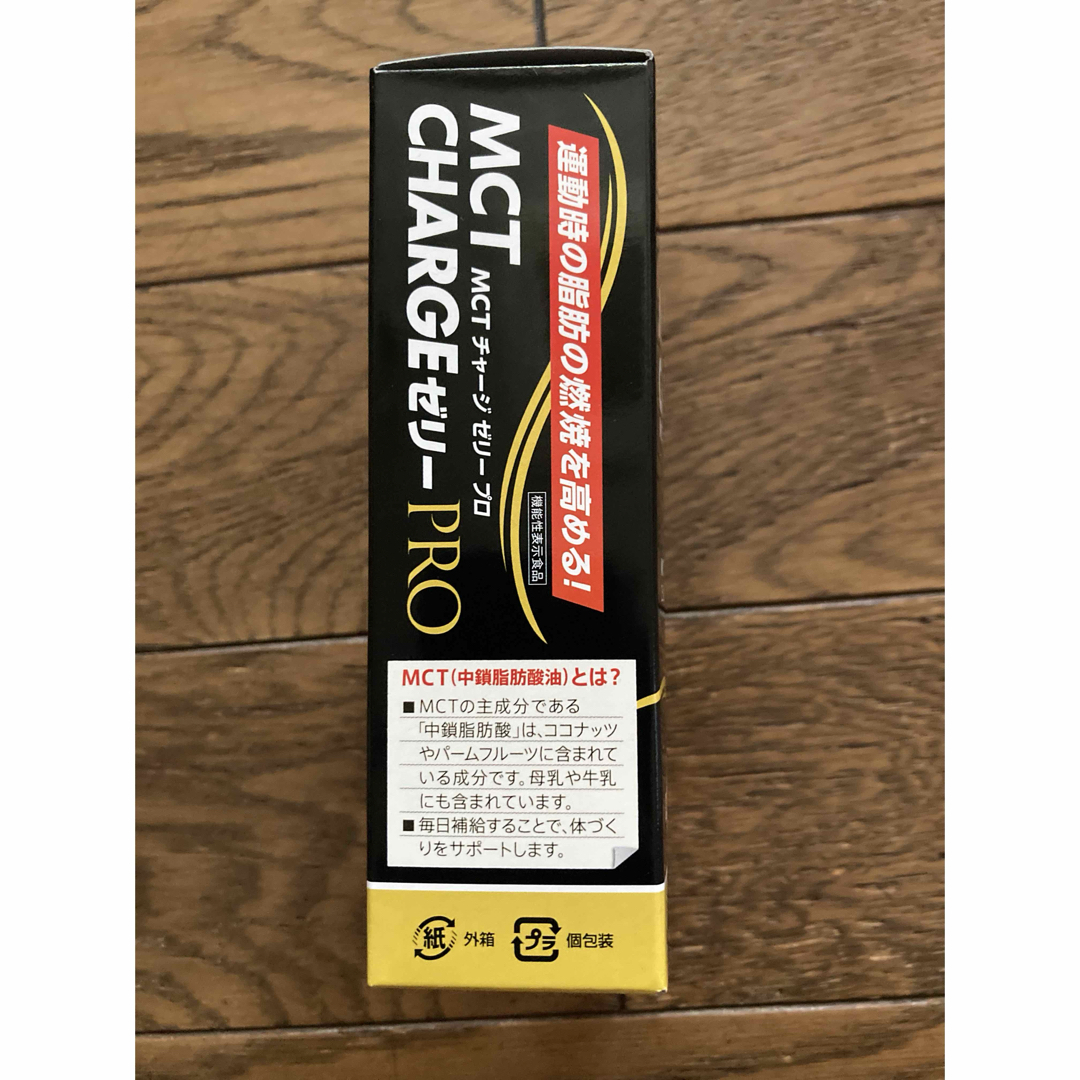 運動時の脂肪の燃焼を高める!
機能性表示食品
MCT
MCT チャージ ゼリー プロ
CHARGEゼリーPRO
MCT(中鎖脂肪酸油)とは?
■MCTの主成分である
「中鎖脂肪酸」は、ココナッツ
やパームフルーツに含まれて
いる成分です。母乳や牛乳
にも含まれています。
■毎日補給することで、体づく
りをサポートします。
紙 外箱 プラ 個包装